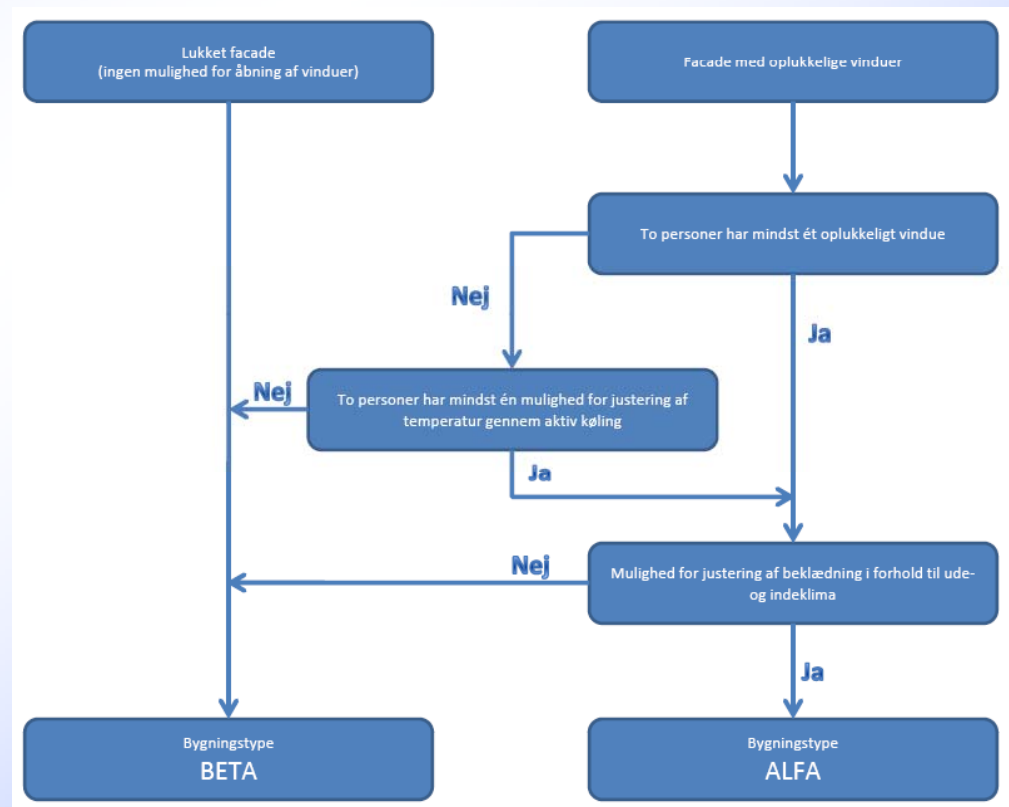 Lukket facade
(ingen mulighed for åbning af vinduer)
Facade med oplukkelige vinduer
To personer har mindst ét oplukkeligt vindue
Nej
Ja
Nej
To personer har mindst én mulighed for justering af
temperatur gennem aktiv køling
Ja
Nej
Mulighed for justering af beklædning i forhold til ude-
og indeklima
Ja
Bygningstype
BETA
Bygningstype
ALFA